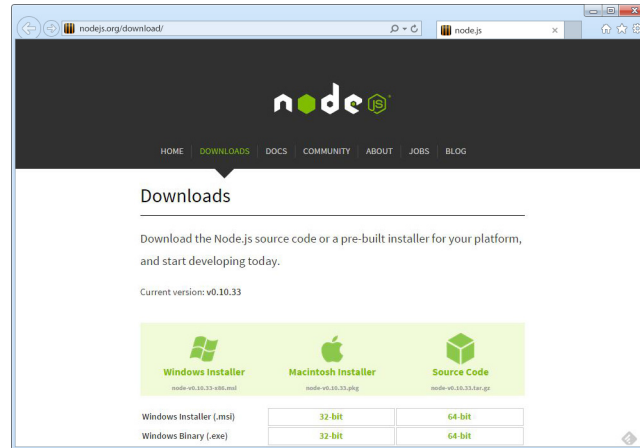 nodejs.org/download/
node.js
node JS
HOME DOWNLOADS DOCS COMMUNITY ABOUT JOBS BLOG
Downloads
Download the Node.js source code or a pre-built installer for your platform,
and start developing today.
Current version: v0.10.33
Windows Installer Macintosh Installer Source Code
node-v0.10.33-x86.msi node-v0.10.33.pkg node-v0.10.33.tar.gz
Windows Installer (.msi) 32-bit 64-bit
Windows Binary (.exe) 32-bit 64-bit